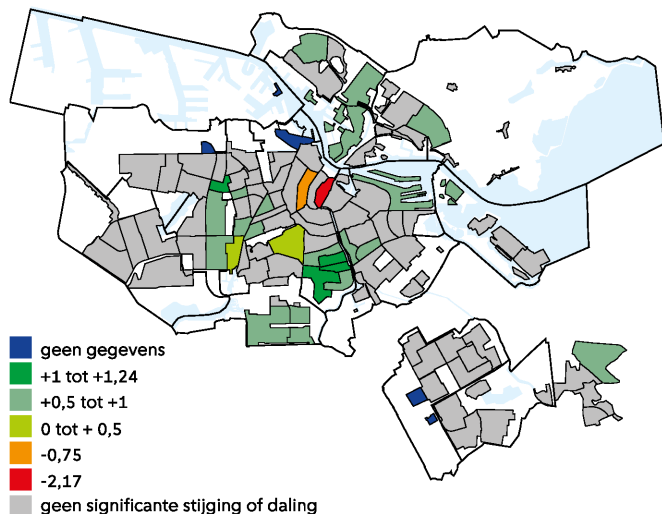 geen gegevens
+1 tot +1,24
+0,5 tot +1
0 tot + 0,5
-0,75
-2,17
geen significante stijging of daling